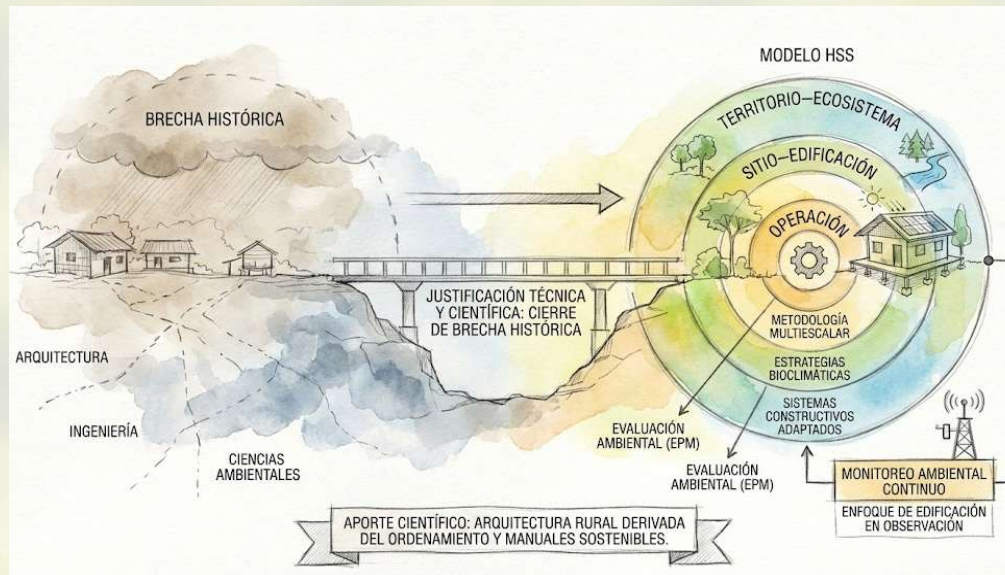 BRECHA HISTÓRICA
ARQUITECTURA
INGENIERÍA
CIENCIAS
AMBIENTALES
JUSTIFICACIÓN TÉCNICA
Y CIENTÍFICA: CIERRE
DE BRECHA HISTÓRICA
MODELO HSS
TERRITORIO–ECOSISTEMA
SITIO–EDIFICACIÓN
OPERACIÓN
METODOLOGÍA
MULTIESCALAR
ESTRATEGIAS
BIOCLIMÁTICAS
SISTEMAS
CONSTRUCTIVOS
ADAPTADOS
EVALUACIÓN
AMBIENTAL (EPM)
EVALUACIÓN
AMBIENTAL (EPM)
MONITOREO AMBIENTAL
CONTINUO
ENFOQUE DE EDIFICACIÓN
EN OBSERVACIÓN
APORTE CIENTÍFICO: ARQUITECTURA RURAL DERIVADA
DEL ORDENAMIENTO Y MANUALES SOSTENIBLES.